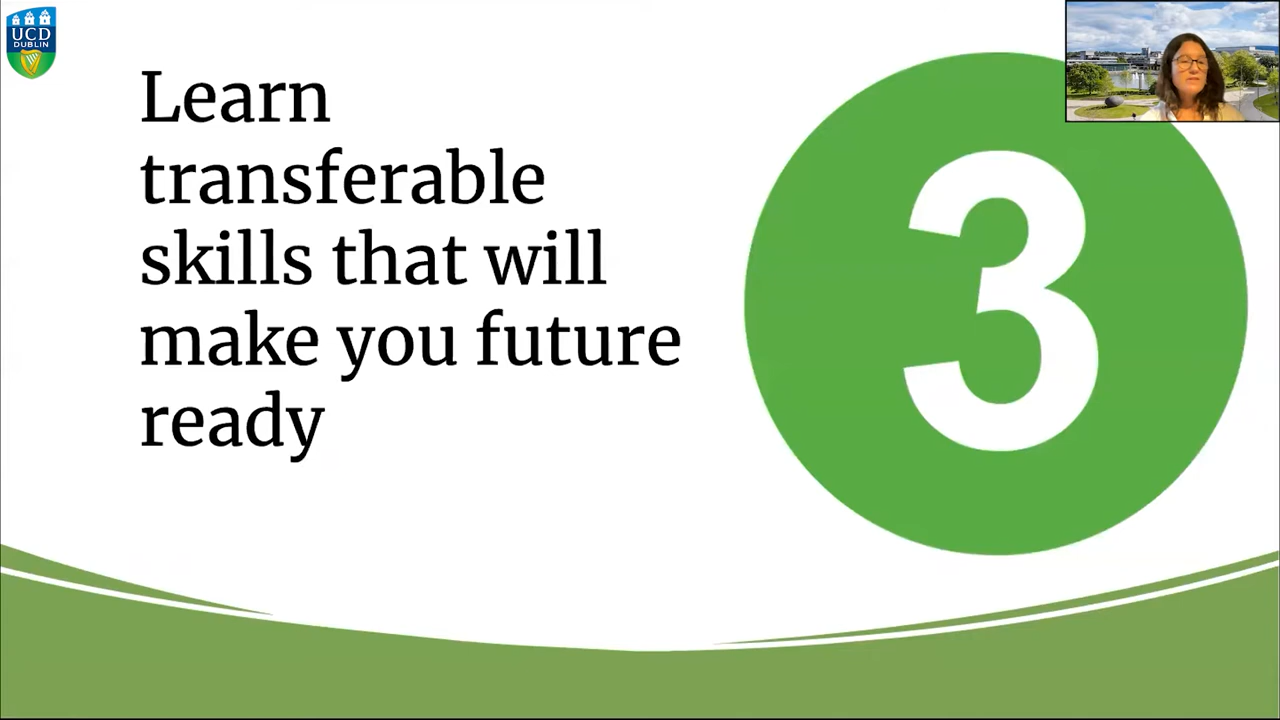 UCD
DUBLIN
Learn
transferable
skills that will
make you future
ready
3